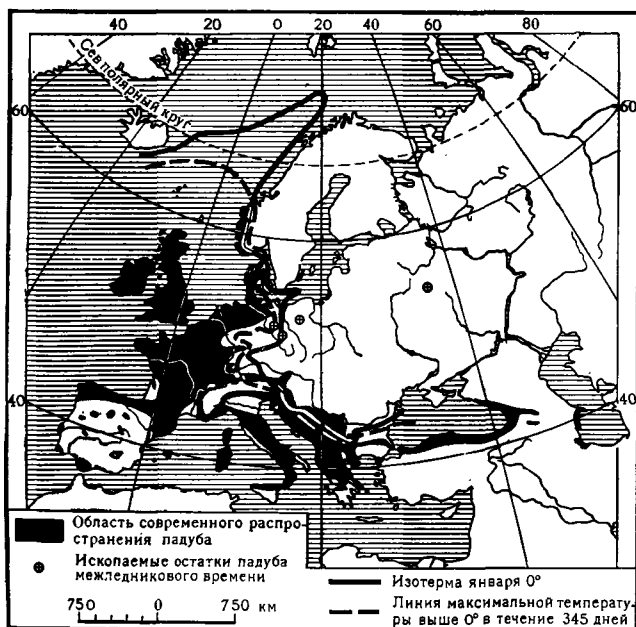 40 20 0 20 40 60 80
Сев полярный круг
60 60
40 40
Область современного распро-
странения падуба
Ископаемые остатки падуба
межледникового времени
750 0 750 км
Изотерма января 0°
Линия максимальной температу-
ры выше 0° в течение 345 дней